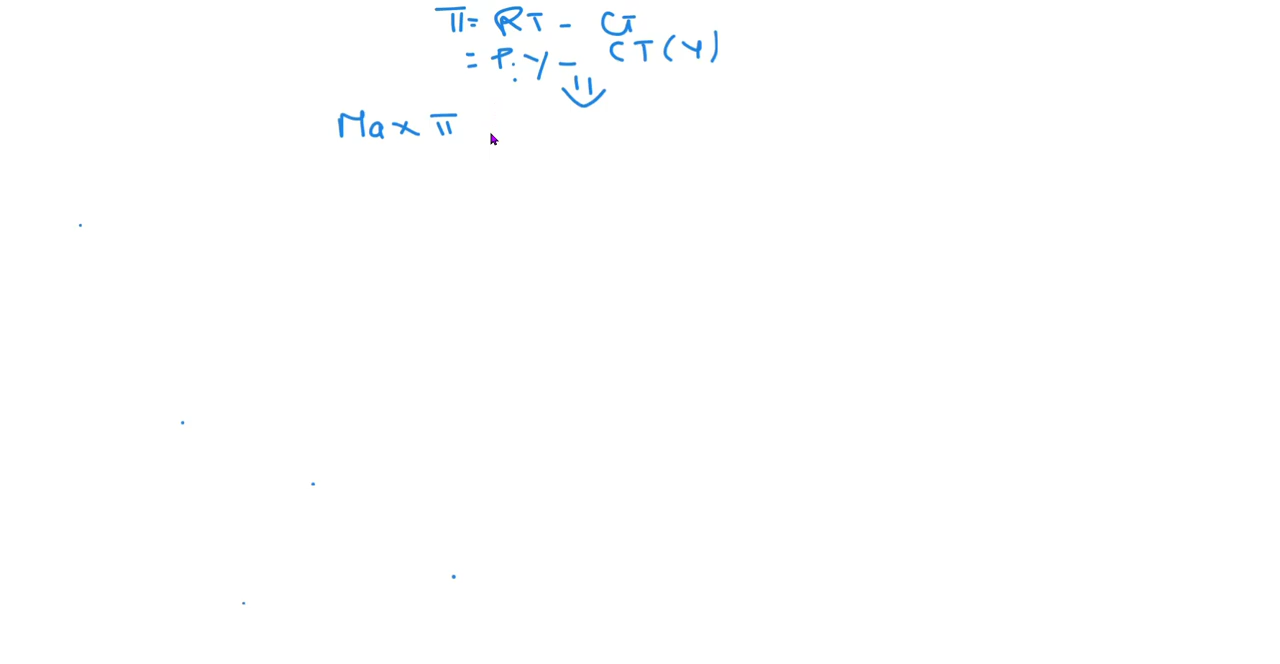 π = RT - CT
= P.y - CT(y)
Max π